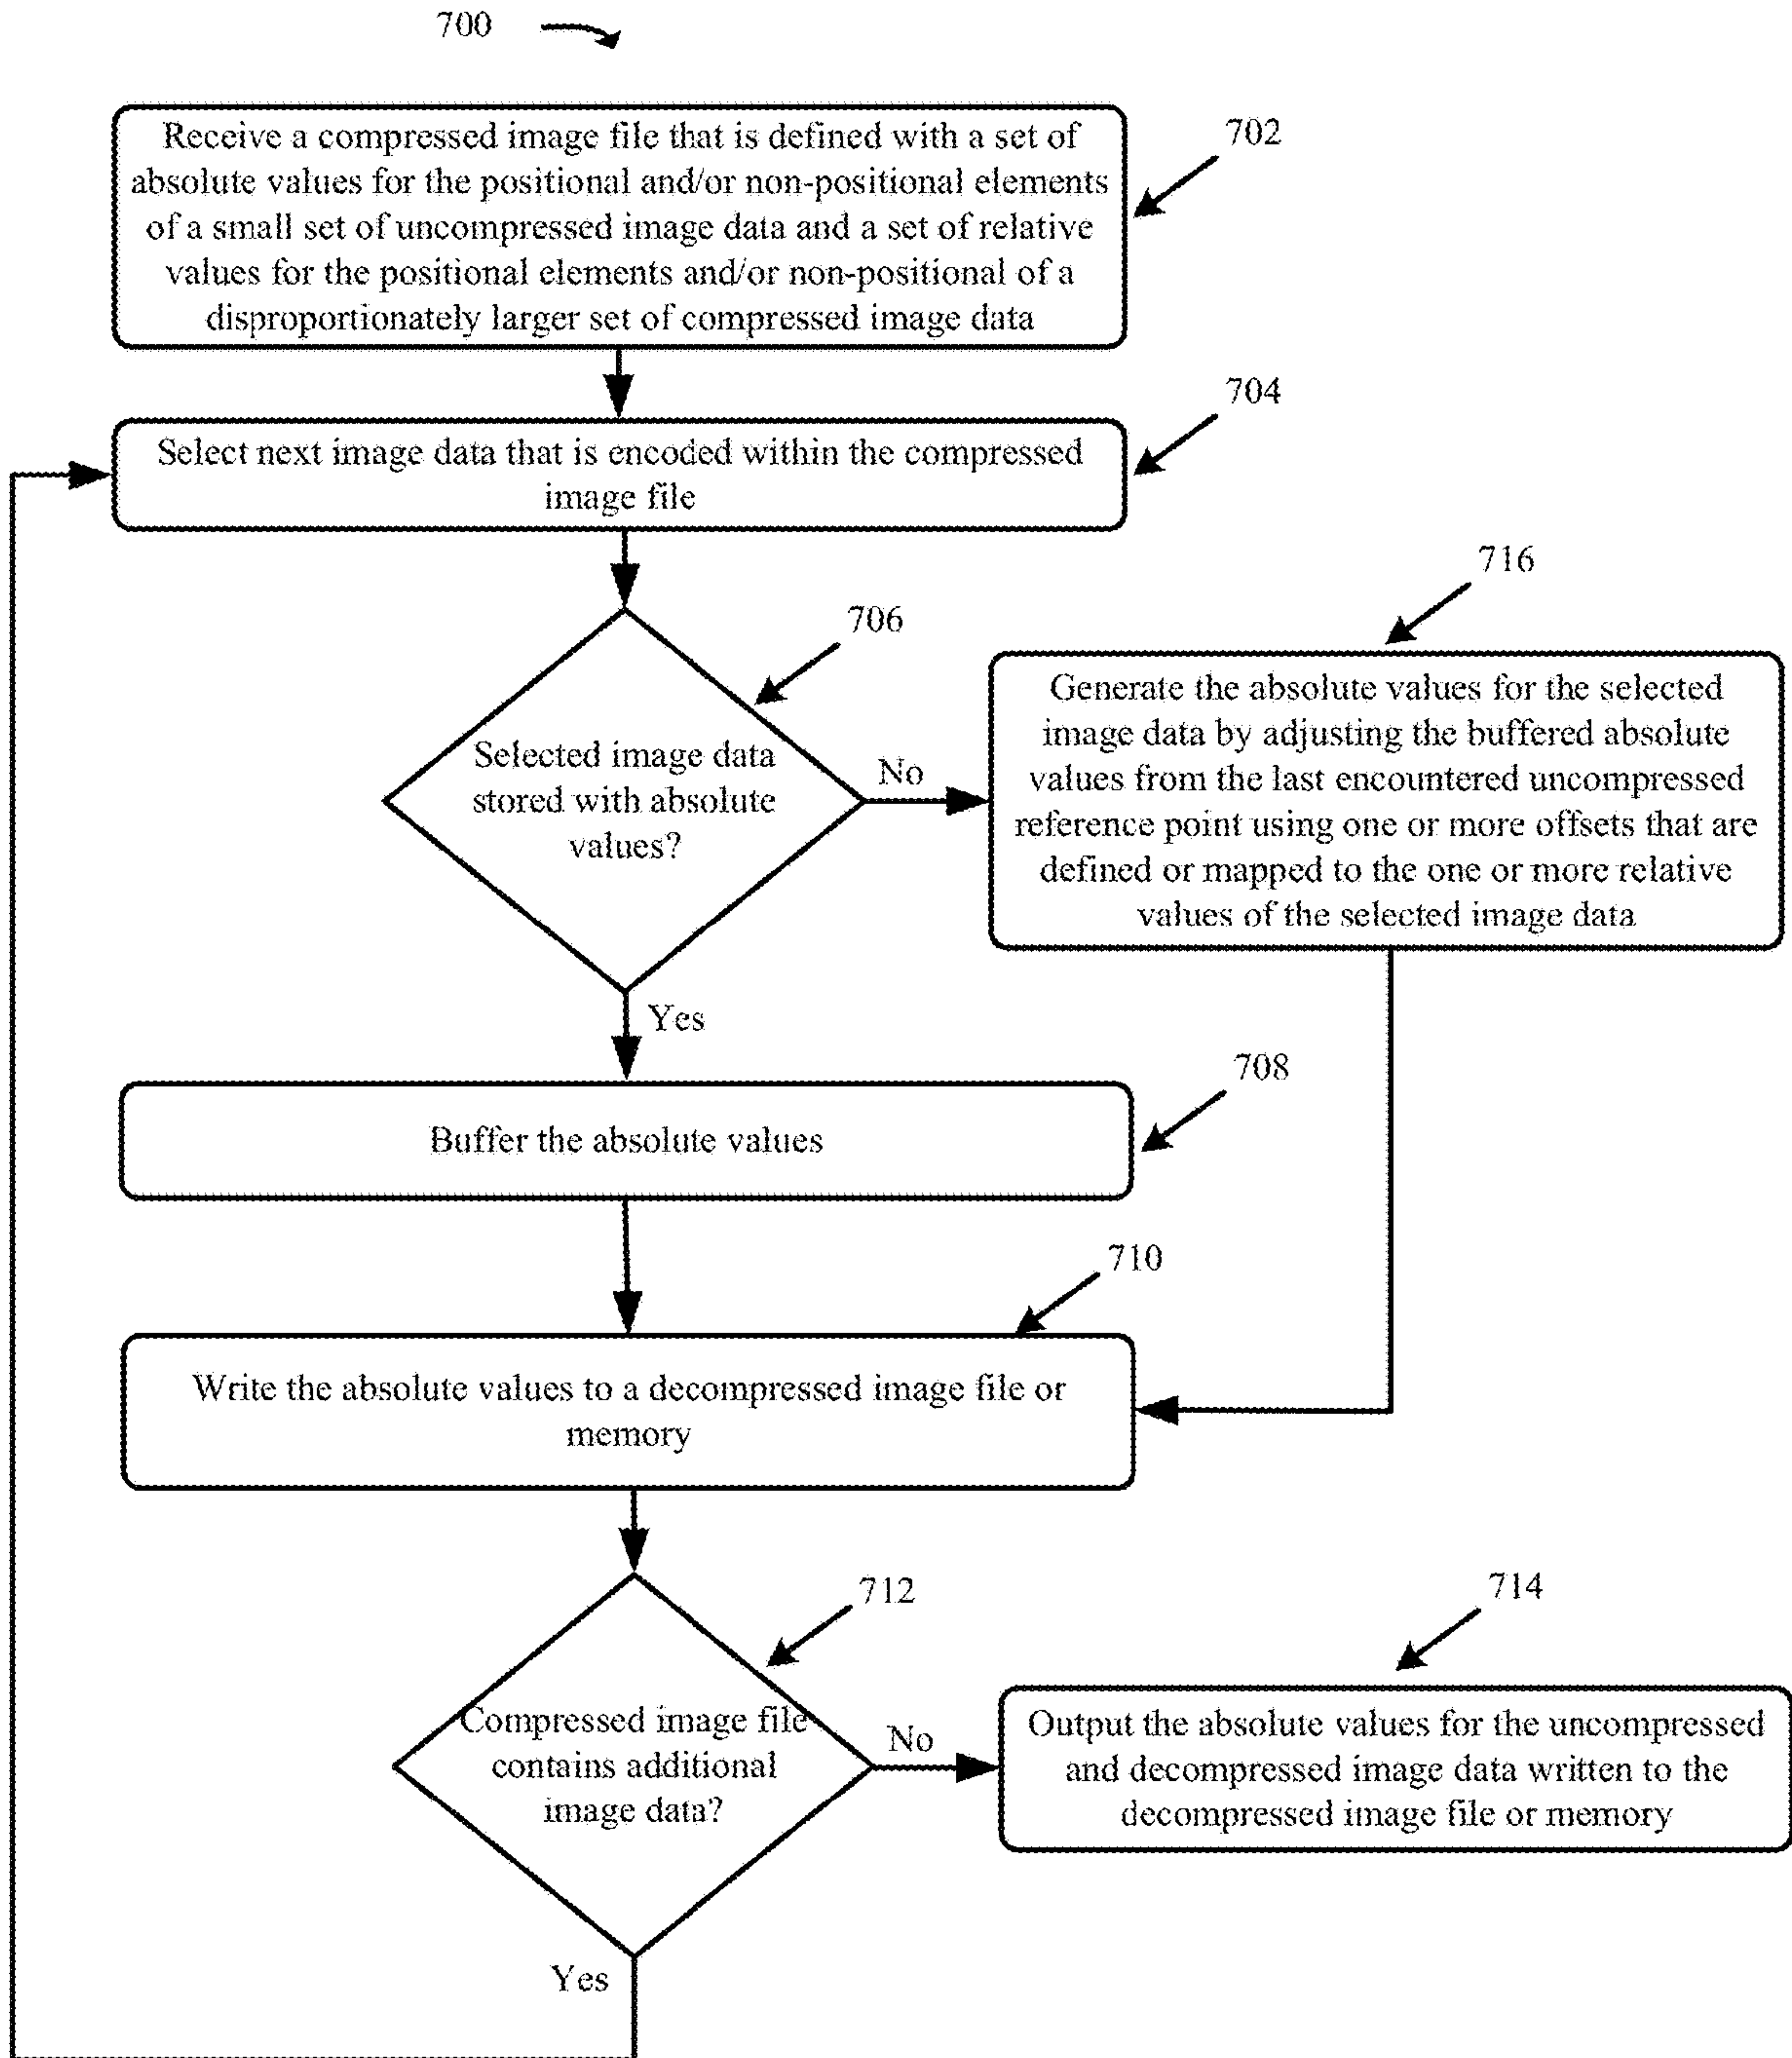 700
Receive a compressed image file that is defined with a set of
absolute values for the positional and/or non-positional elements
of a small set of uncompressed image data and a set of relative
values for the positional elements and/or non-positional of a
disproportionately larger set of compressed image data
702
704
Select next image data that is encoded within the compressed
image file
706
716
Selected image data
stored with absolute
values?
No
Generate the absolute values for the selected
image data by adjusting the buffered absolute
values from the last encountered uncompressed
reference point using one or more offsets that are
defined or mapped to the one or more relative
values of the selected image data
Yes
708
Buffer the absolute values
710
Write the absolute values to a decompressed image file or
memory
712
714
Compressed image file
contains additional
image data?
No
Output the absolute values for the uncompressed
and decompressed image data written to the
decompressed image file or memory
Yes